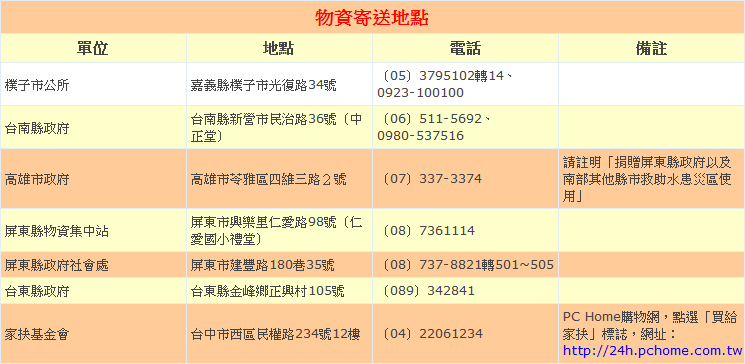 物資寄送地點
單位 地點 電話 備註
樸子市公所 嘉義縣樸子市光復路34號 〔05〕3795102轉14、
0923-100100
台南縣政府 台南縣新營市民治路36號〔中
正堂〕 〔06〕511-5692、
0980-537516
高雄市政府 高雄市苓雅區四維三路２號 〔07〕337-3374 請註明「捐贈屏東縣政府以及
南部其他縣市救助水患災區使
用」
屏東縣物資集中站 屏東市興樂里仁愛路98號〔仁
愛國小禮堂〕 〔08〕7361114
屏東縣政府社會處 屏東市建豐路180巷35號 〔08〕737-8821轉501~505
台東縣政府 台東縣金峰鄉正興村105號 〔089〕342841
家扶基金會 台中市西區民權路234號12樓 〔04〕22061234 PC Home購物網，點選「買給
家扶」標誌，網址：
http://24h.pchome.com.tw